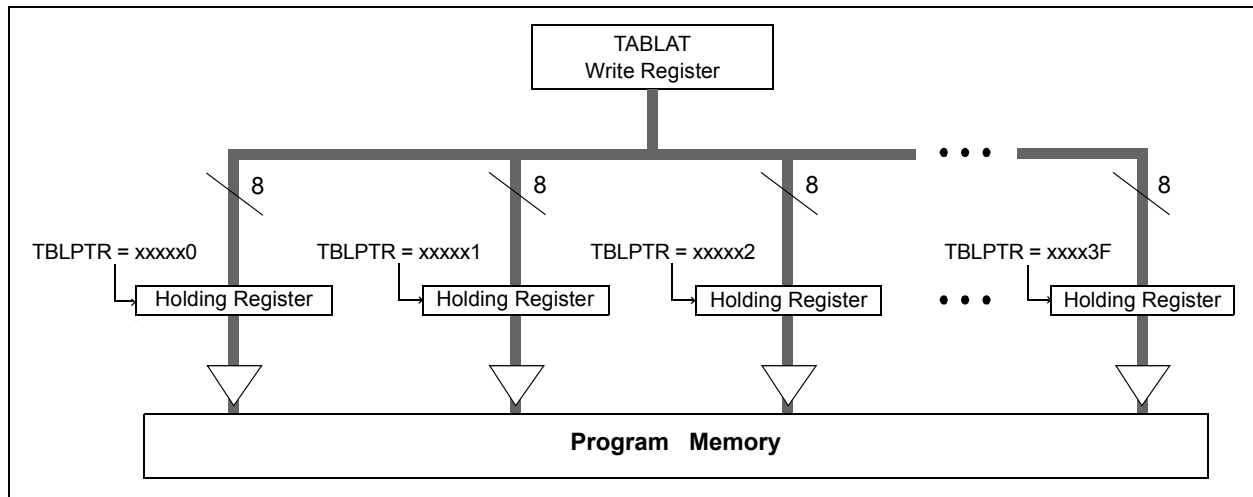 TABLAT
Write Register
8
8
8
8
TBLPTR = xxxxx0
TBLPTR = xxxxx1
TBLPTR = xxxxx2
TBLPTR = xxxx3F
Holding Register
Holding Register
Holding Register
Holding Register
Program Memory